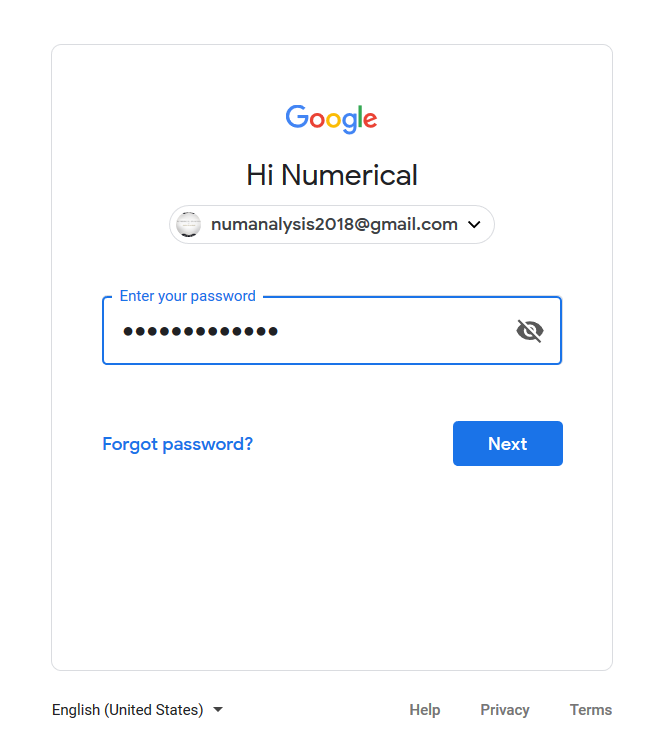 Google
Hi Numerical
numanalysis2018@gmail.com
Enter your password
•••••••••••••
Forgot password?
Next
English (United States)
Help Privacy Terms